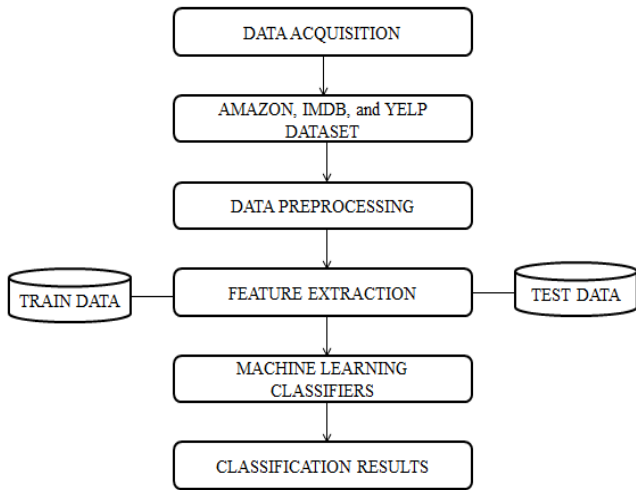 DATA ACQUISITION
AMAZON, IMDB, and YELP
DATASET
DATA PREPROCESSING
TRAIN DATA
FEATURE EXTRACTION
TEST DATA
MACHINE LEARNING
CLASSIFIERS
CLASSIFICATION RESULTS